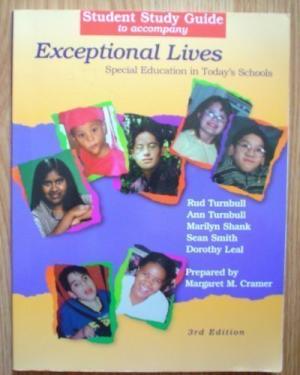 Student Study Guide
to accompany
Exceptional Lives
Special Education in Today's Schools
Rud Turnbull
Ann Turnbull
Marilyn Shank
Sean Smith
Dorothy Leal
Prepared by
Margaret M. Cramer
3rd Edition